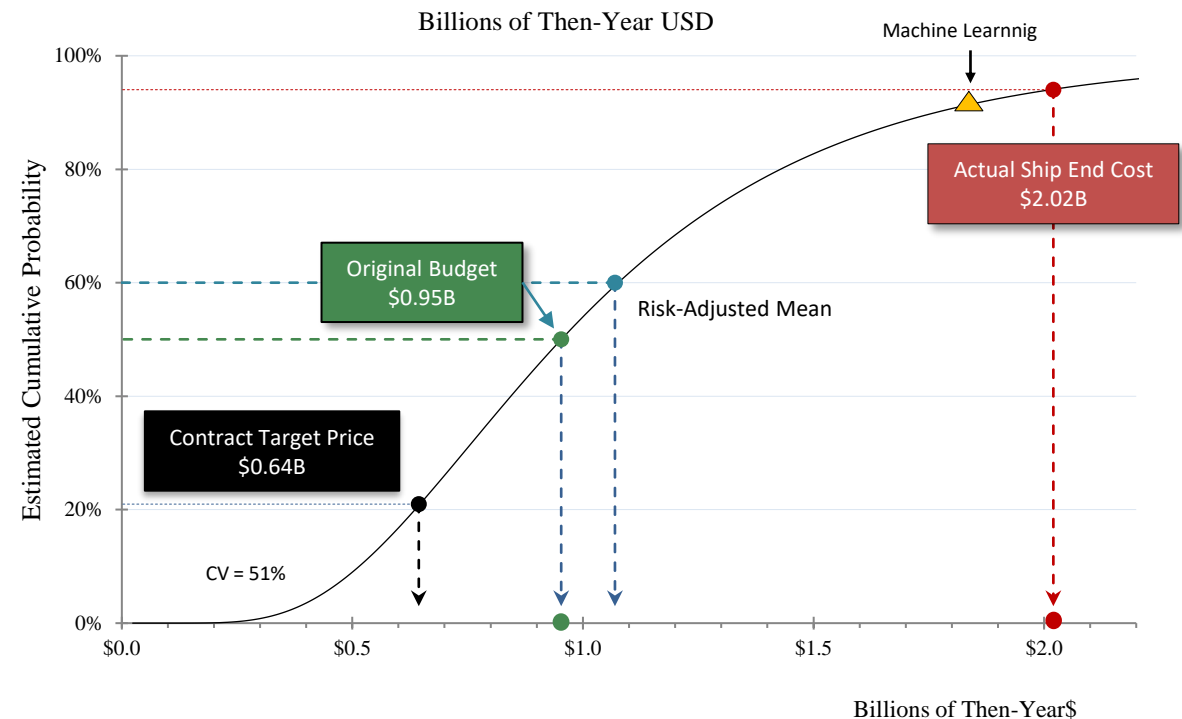 Billions of Then-Year USD
Machine Learnnig
100%
80%
60%
40%
20%
0%
Estimated Cumulative Probability
Actual Ship End Cost
$2.02B
Original Budget
$0.95B
Risk-Adjusted Mean
Contract Target Price
$0.64B
CV = 51%
$0.0
$0.5
$1.0
$1.5
$2.0
Billions of Then-Year$